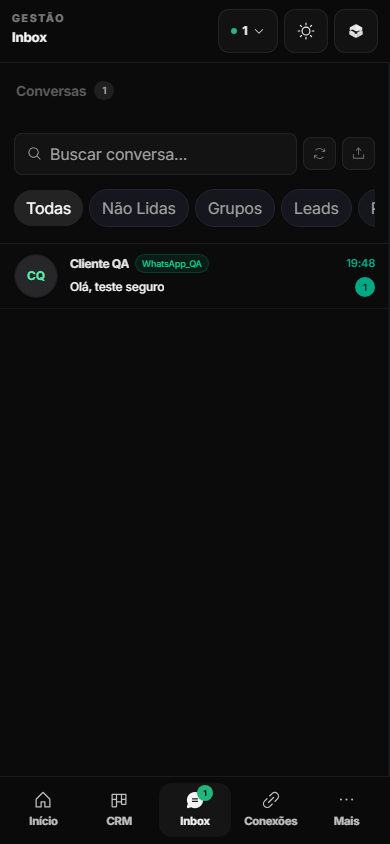 GESTÃO
Inbox
1
Conversas 1
Buscar conversa...
Todas Não Lidas Grupos Leads
CQ Cliente QA WhatsApp_QA 19:48
Olá, teste seguro 1
1
Início CRM Inbox Conexões Mais